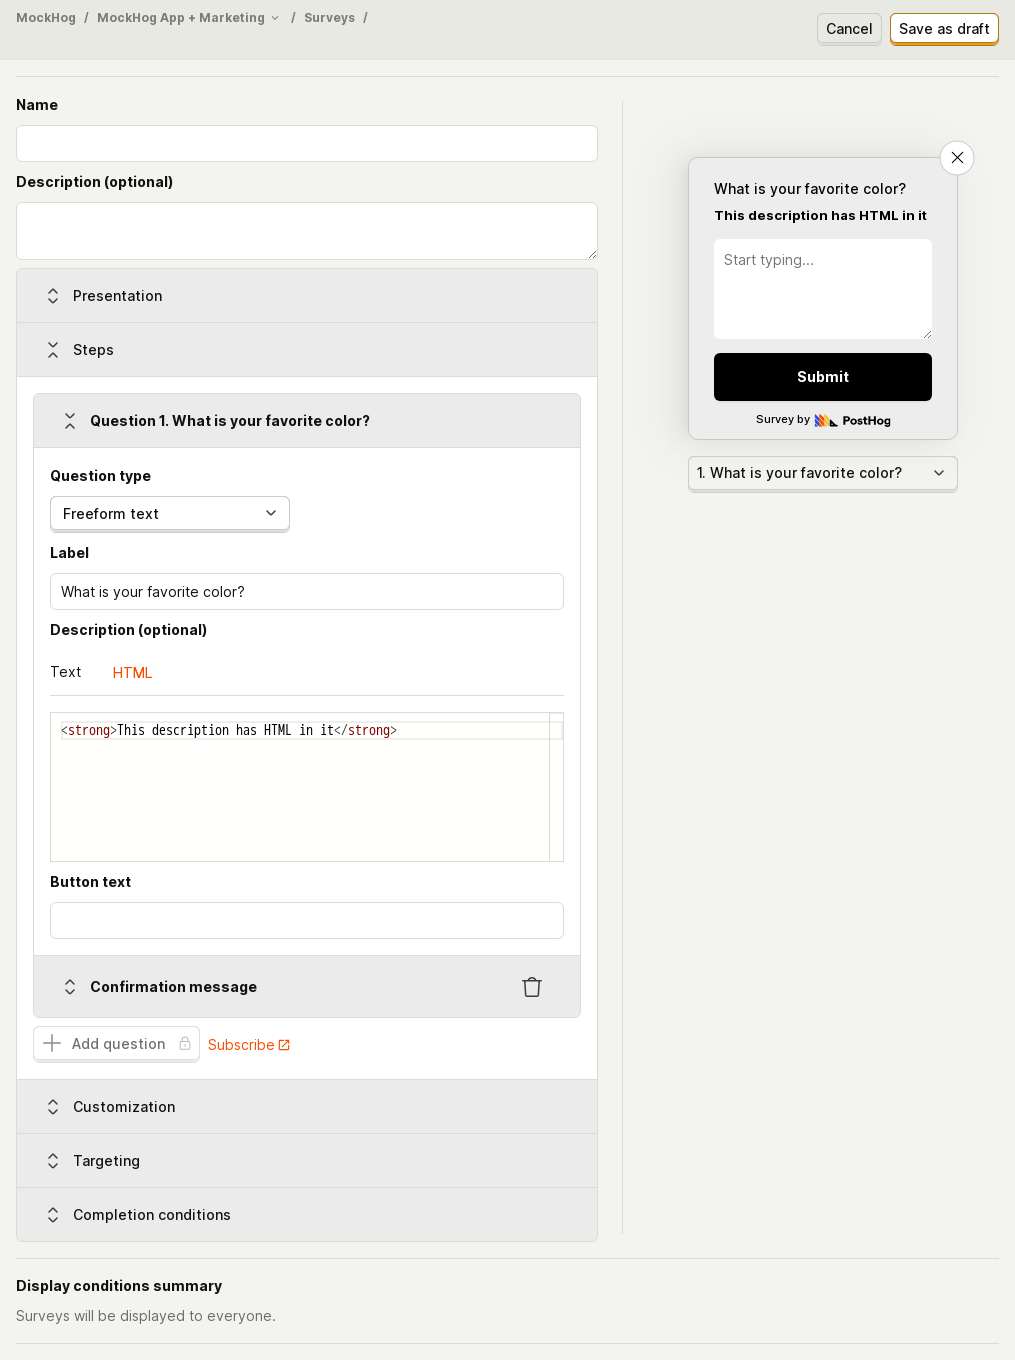 MockHog / MockHog App + Marketing / Surveys /
Cancel
Save as draft
Name
Description (optional)
Presentation
Steps
Question 1. What is your favorite color?
Question type
Freeform text
Label
What is your favorite color?
Description (optional)
Text
HTML
<strong>This description has HTML in it</strong>
Button text
Confirmation message
Add question
Subscribe
Customization
Targeting
Completion conditions
What is your favorite color?
This description has HTML in it
Start typing...
Submit
Survey by PostHog
1. What is your favorite color?
Display conditions summary
Surveys will be displayed to everyone.